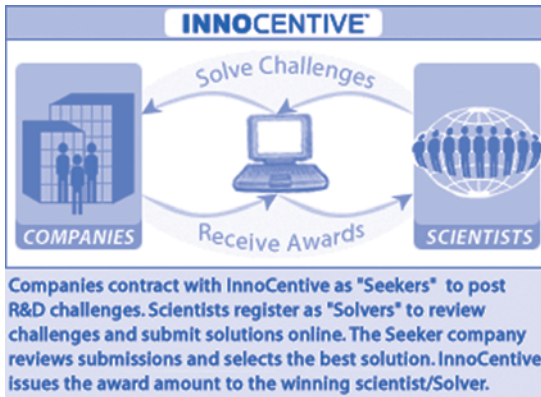 INNOCENTIVE
Solve Challenges
COMPANIES
SCIENTISTS
Receive Awards
Companies contract with InnoCentive as "Seekers" to post
R&D challenges. Scientists register as "Solvers" to review
challenges and submit solutions online. The Seeker company
reviews submissions and selects the best solution. InnoCentive
issues the award amount to the winning scientist/Solver.